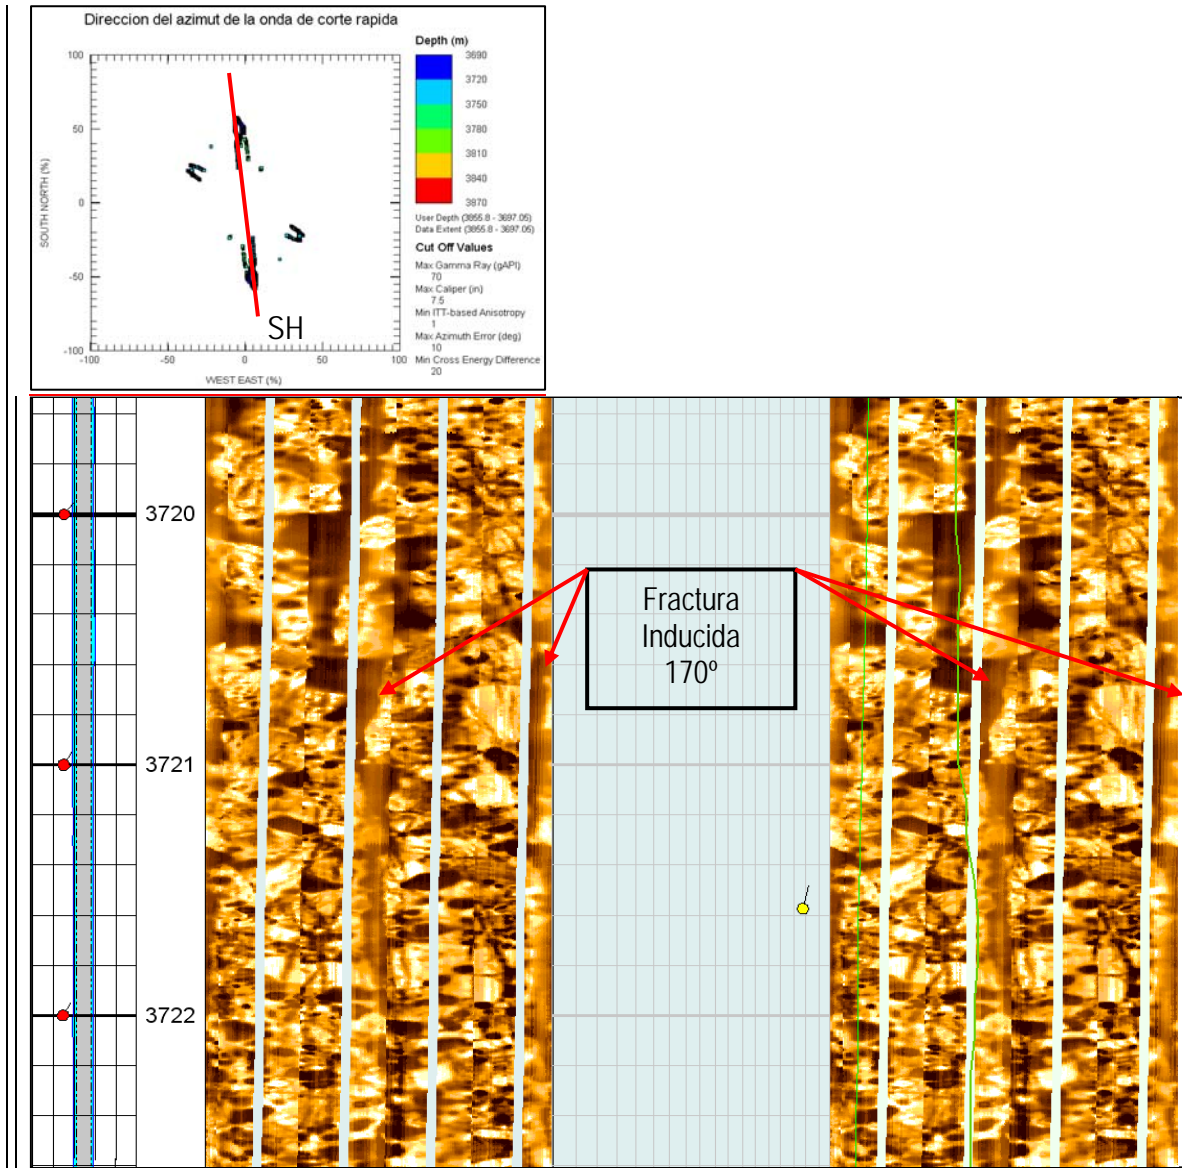 Direccion del azimut de la onda de corte rapida
Depth (m)
3690
3720
3750
3780
3810
3840
3870
User Depth (3855.8 - 3697.05)
Data Extent (3855.8 - 3697.05)
Cut Off Values
Max Gamma Ray (gAPI)
70
Max Caliper (in)
7.5
Min ITT-based Anisotropy
1
Max Azimuth Error (deg)
10
Min Cross Energy Difference
20
100
50
0
-50
-100
SOUTH NORTH (%)
-100
-50
0
50
100
WEST EAST (%)
SH
3720
3721
3722
Fractura
Inducida
170º